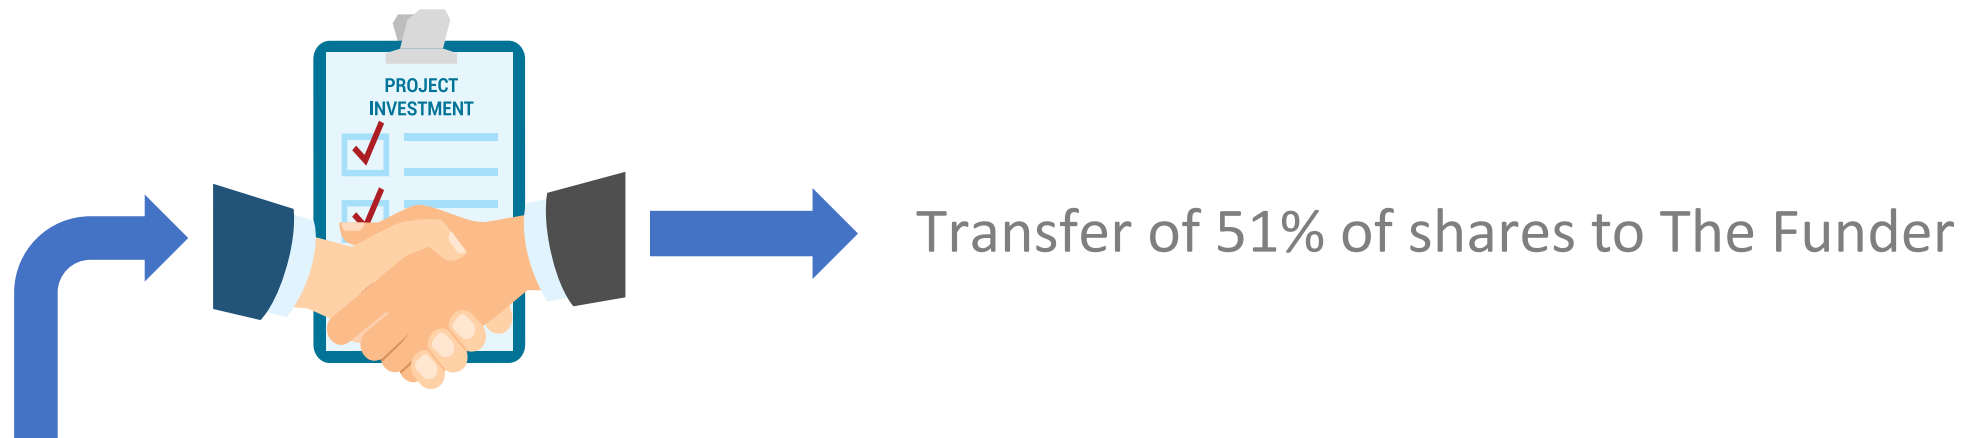 PROJECT
INVESTMENT
Transfer of 51% of shares to The Funder